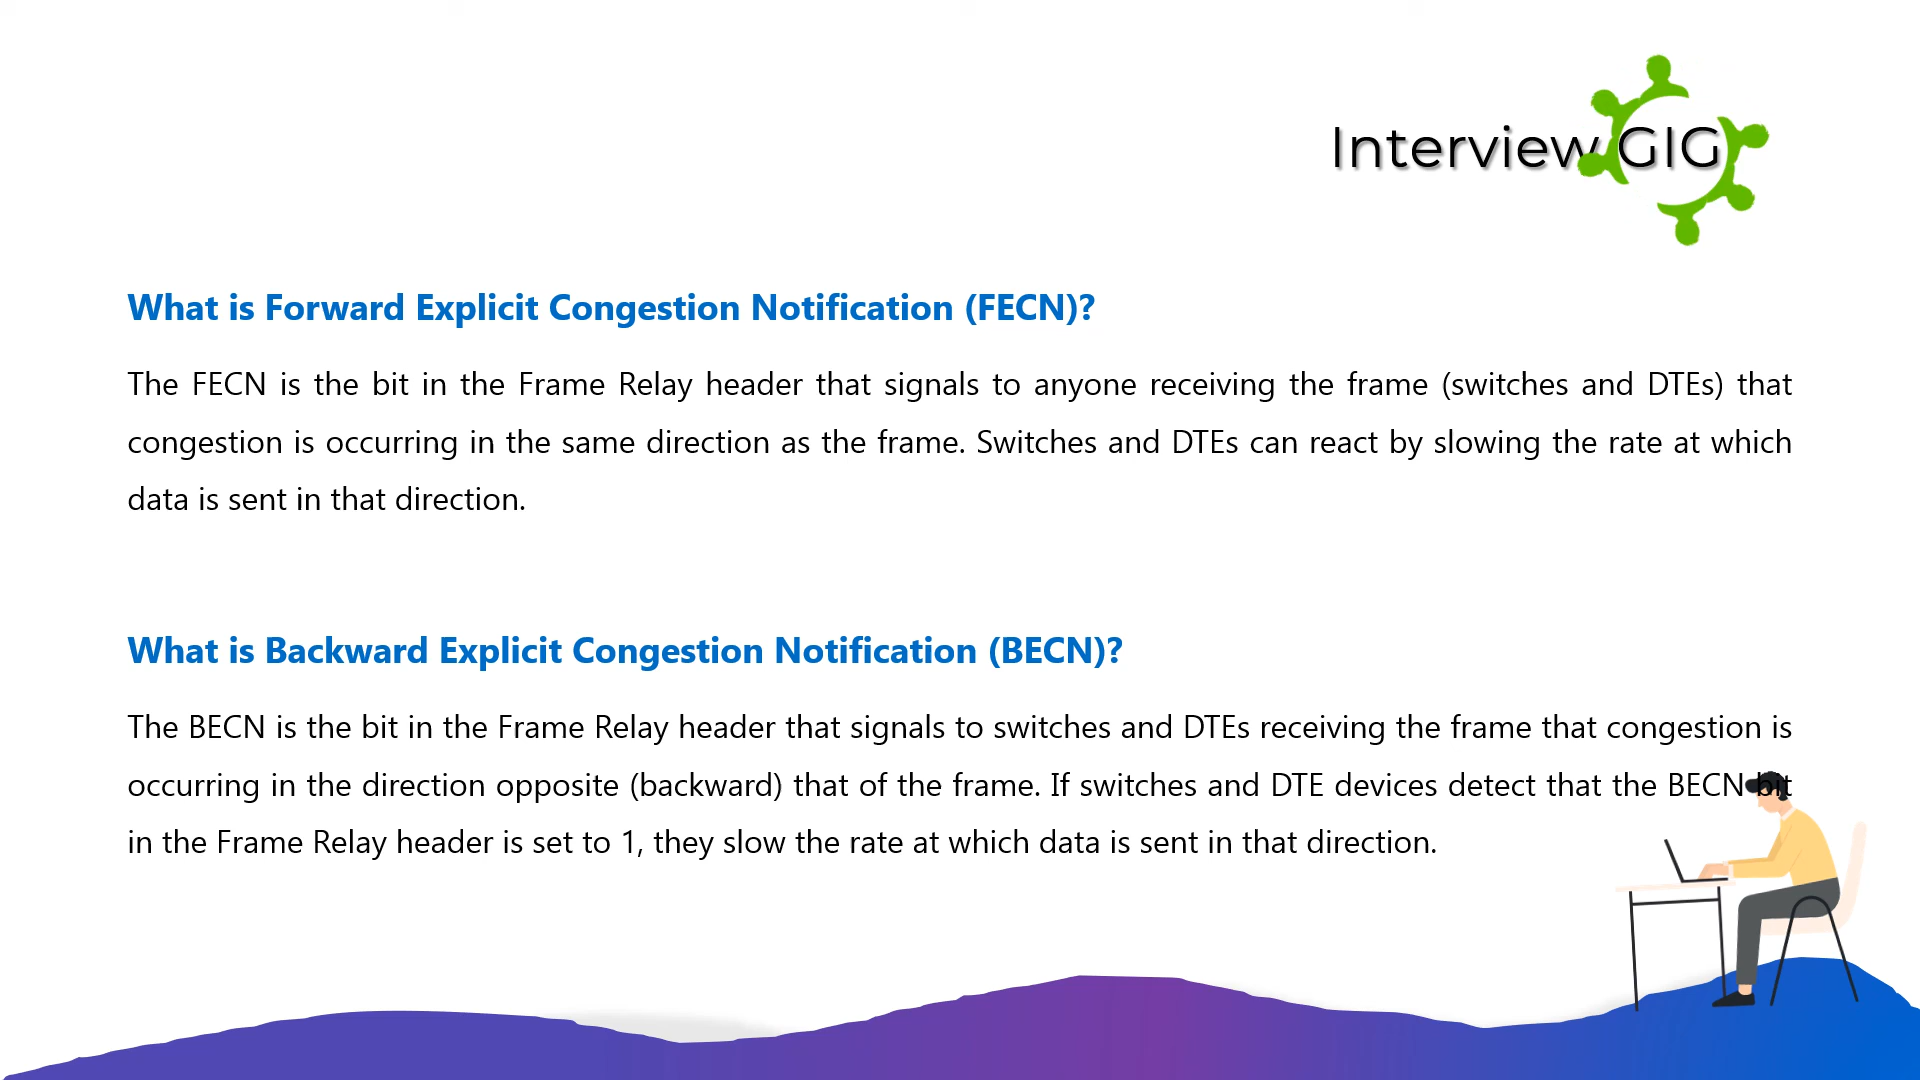 Interview GIG
What is Forward Explicit Congestion Notification (FECN)?
The FECN is the bit in the Frame Relay header that signals to anyone receiving the frame (switches and DTEs) that
congestion is occurring in the same direction as the frame. Switches and DTEs can react by slowing the rate at which
data is sent in that direction.
What is Backward Explicit Congestion Notification (BECN)?
The BECN is the bit in the Frame Relay header that signals to switches and DTEs receiving the frame that congestion is
occurring in the direction opposite (backward) that of the frame. If switches and DTE devices detect that the BECN bit
in the Frame Relay header is set to 1, they slow the rate at which data is sent in that direction.